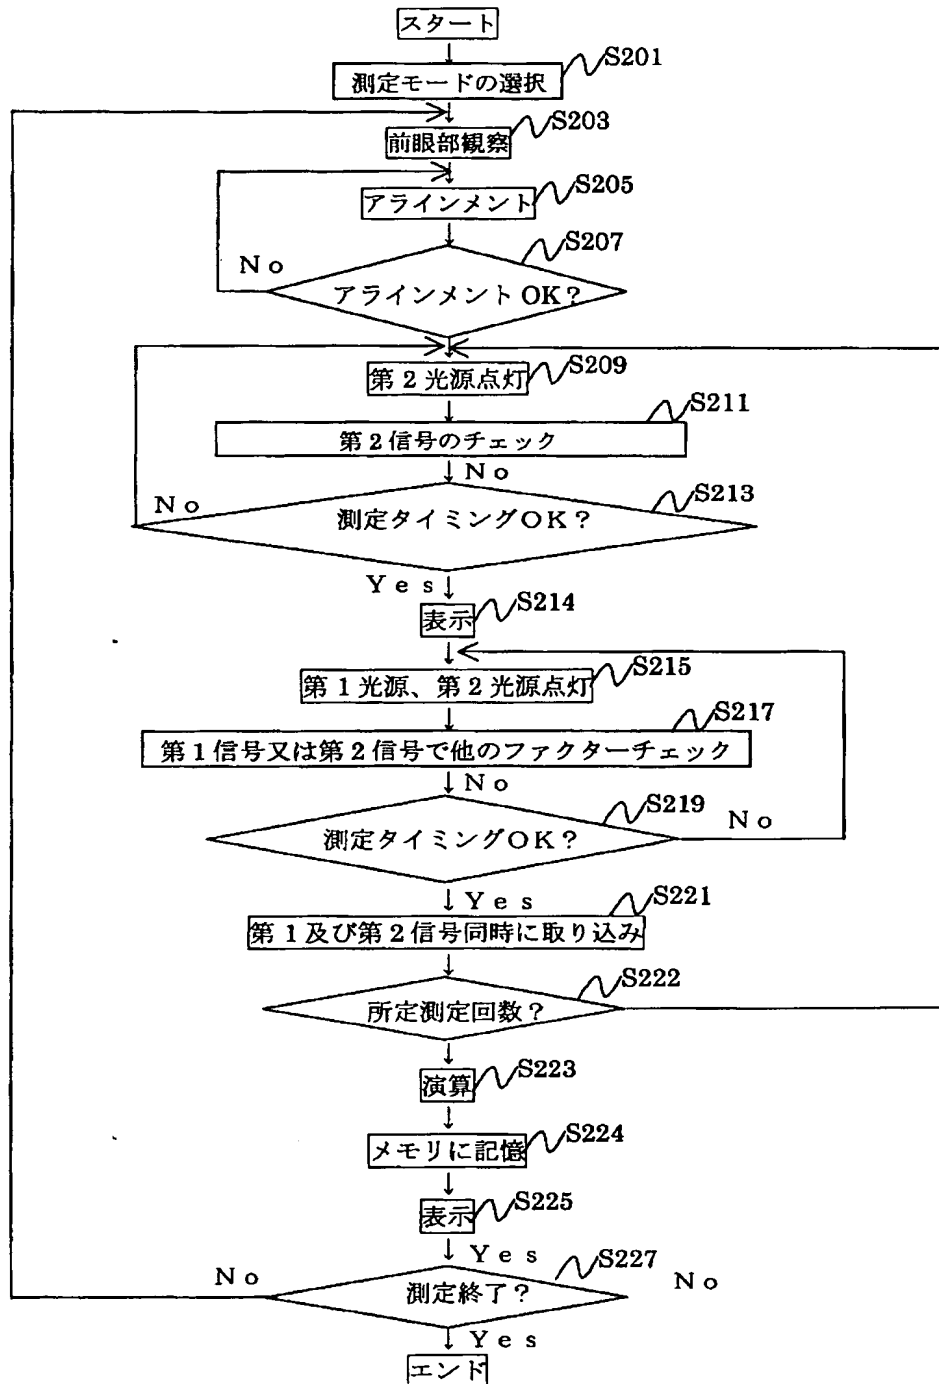 スタート
S201
測定モードの選択
S203
前眼部観察
S205
アラインメント
S207
No
アラインメントOK?
S209
第2光源点灯
S211
第2信号のチェック
No
S213
No
測定タイミングOK?
Yes
S214
表示
S215
第1光源、第2光源点灯
S217
第1信号又は第2信号で他のファクターチェック
No
S219
No
測定タイミングOK?
Yes
S221
第1及び第2信号同時に取り込み
S222
所定測定回数?
S223
演算
S224
メモリに記憶
S225
表示
Yes
S227
No
No
測定終了?
Yes
エンド